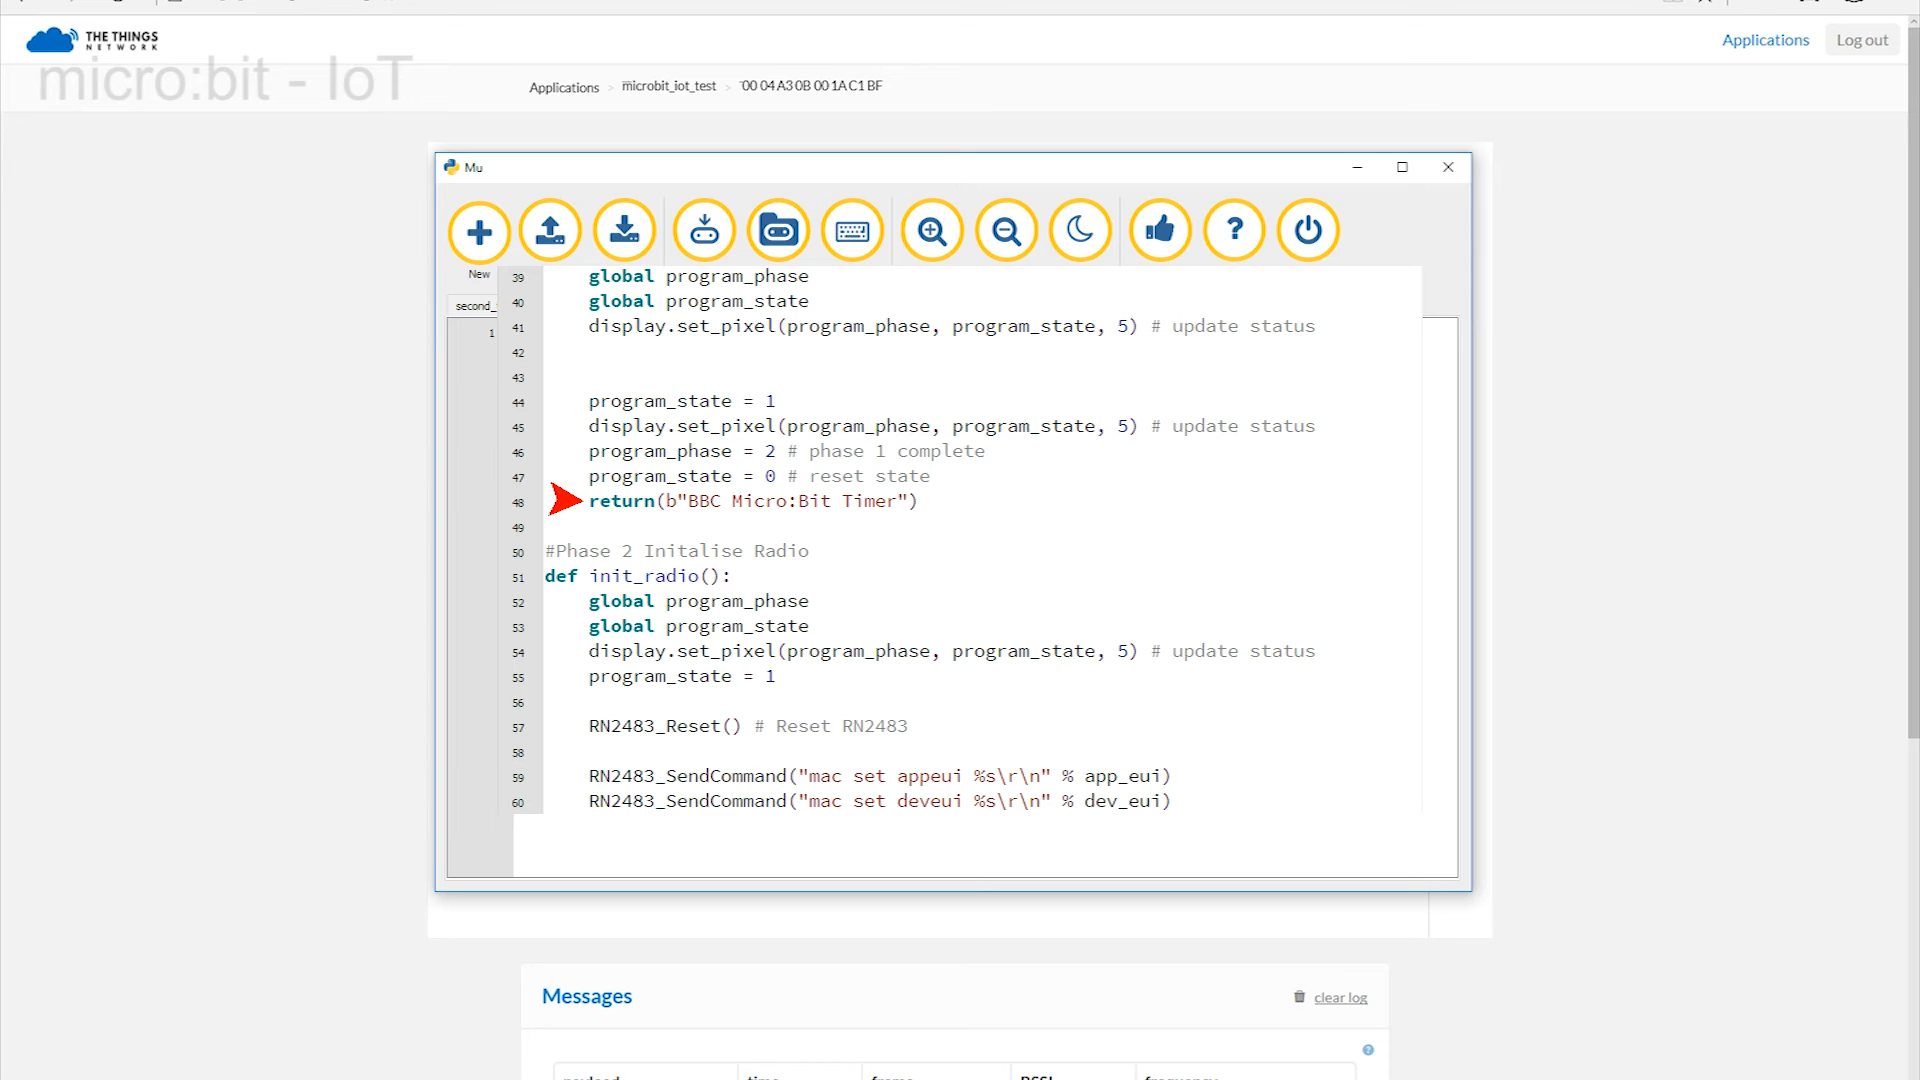 THE THINGS
NETWORK
Applications
Log out
micro:bit - IoT
Applications > microbit_iot_test > 00 04 A3 0B 00 1A C1 BF
Mu
New
second_
1
39 global program_phase
40 global program_state
41 display.set_pixel(program_phase, program_state, 5) # update status
42
43
44 program_state = 1
45 display.set_pixel(program_phase, program_state, 5) # update status
46 program_phase = 2 # phase 1 complete
47 program_state = 0 # reset state
48 return(b"BBC Micro:Bit Timer")
49
50 #Phase 2 Initalise Radio
51 def init_radio():
52 global program_phase
53 global program_state
54 display.set_pixel(program_phase, program_state, 5) # update status
55 program_state = 1
56
57 RN2483_Reset() # Reset RN2483
58
59 RN2483_SendCommand("mac set appeui %s\r\n" % app_eui)
60 RN2483_SendCommand("mac set deveui %s\r\n" % dev_eui)
Messages
clear log